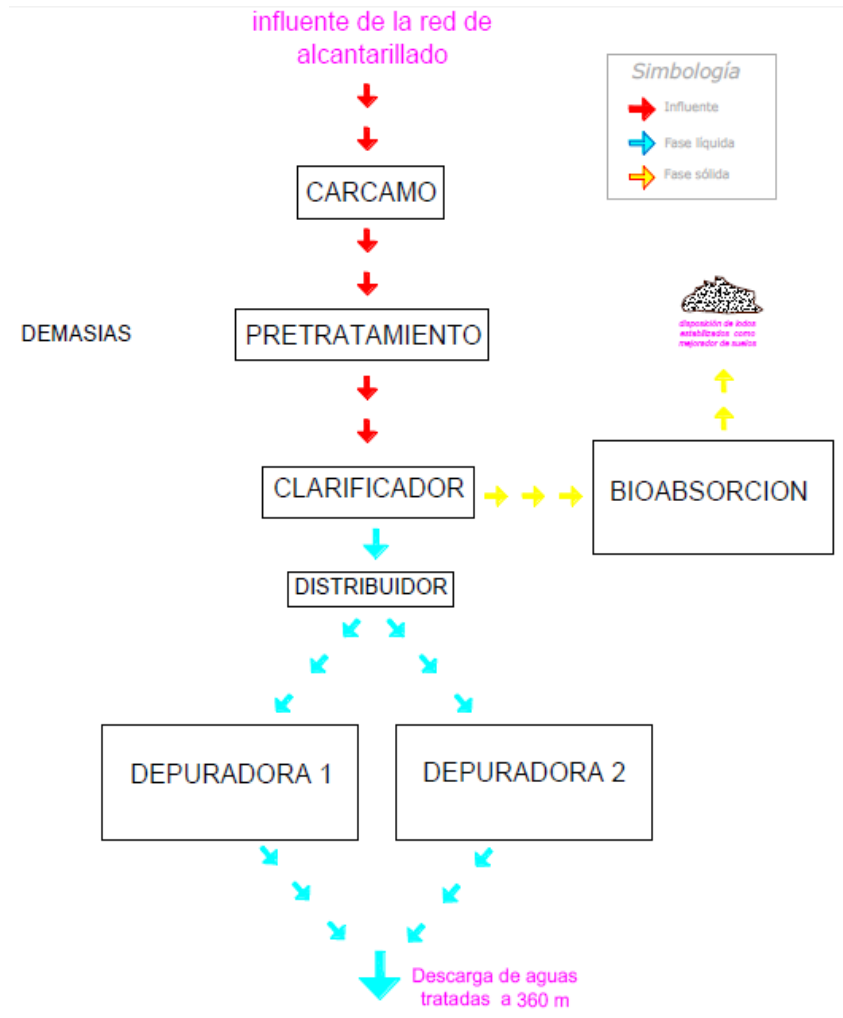 influente de la red de
alcantarillado
Simbología
Influente
Fase líquida
Fase sólida
CARCAMO
DEMASIAS
PRETRATAMIENTO
disposición de lodos
estabilizados como
mejorador de suelos
CLARIFICADOR
BIOABSORCION
DISTRIBUIDOR
DEPURADORA 1
DEPURADORA 2
Descarga de aguas
tratadas a 360 m